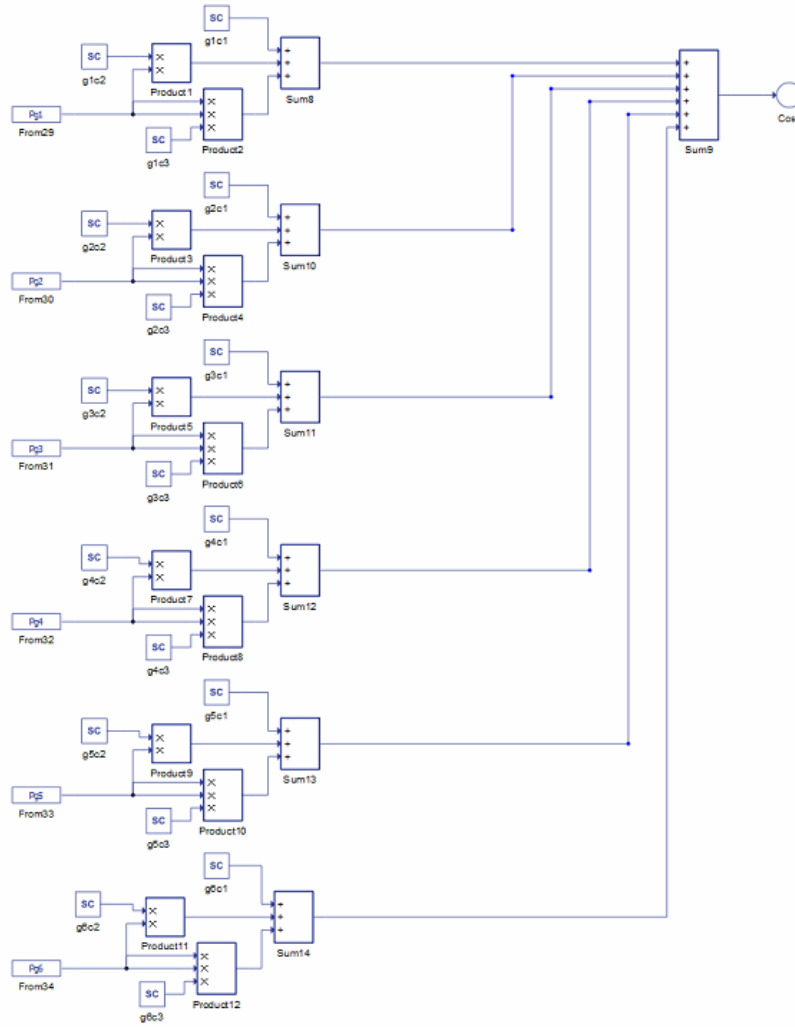 SC
g1c1
SC
g1c2
×
×
Product1
+
+
+
Sum8
Pg1
From29
×
×
×
Product2
SC
g1c3
+
+
+
+
+
+
Sum9
Cos
SC
g2c1
SC
g2c2
×
×
Product3
+
+
+
Sum10
Pg2
From30
×
×
×
Product4
SC
g2c3
SC
g3c1
SC
g3c2
×
×
Product5
+
+
+
Sum11
Pg3
From31
×
×
×
Product6
SC
g3c3
SC
g4c1
SC
g4c2
×
×
Product7
+
+
+
Sum12
Pg4
From32
×
×
×
Product8
SC
g4c3
SC
g5c1
SC
g5c2
×
×
Product9
+
+
+
Sum13
Pg5
From33
×
×
×
Product10
SC
g5c3
SC
g6c1
SC
g6c2
×
×
Product11
+
+
+
Sum14
Pg6
From34
×
×
×
Product12
SC
g6c3